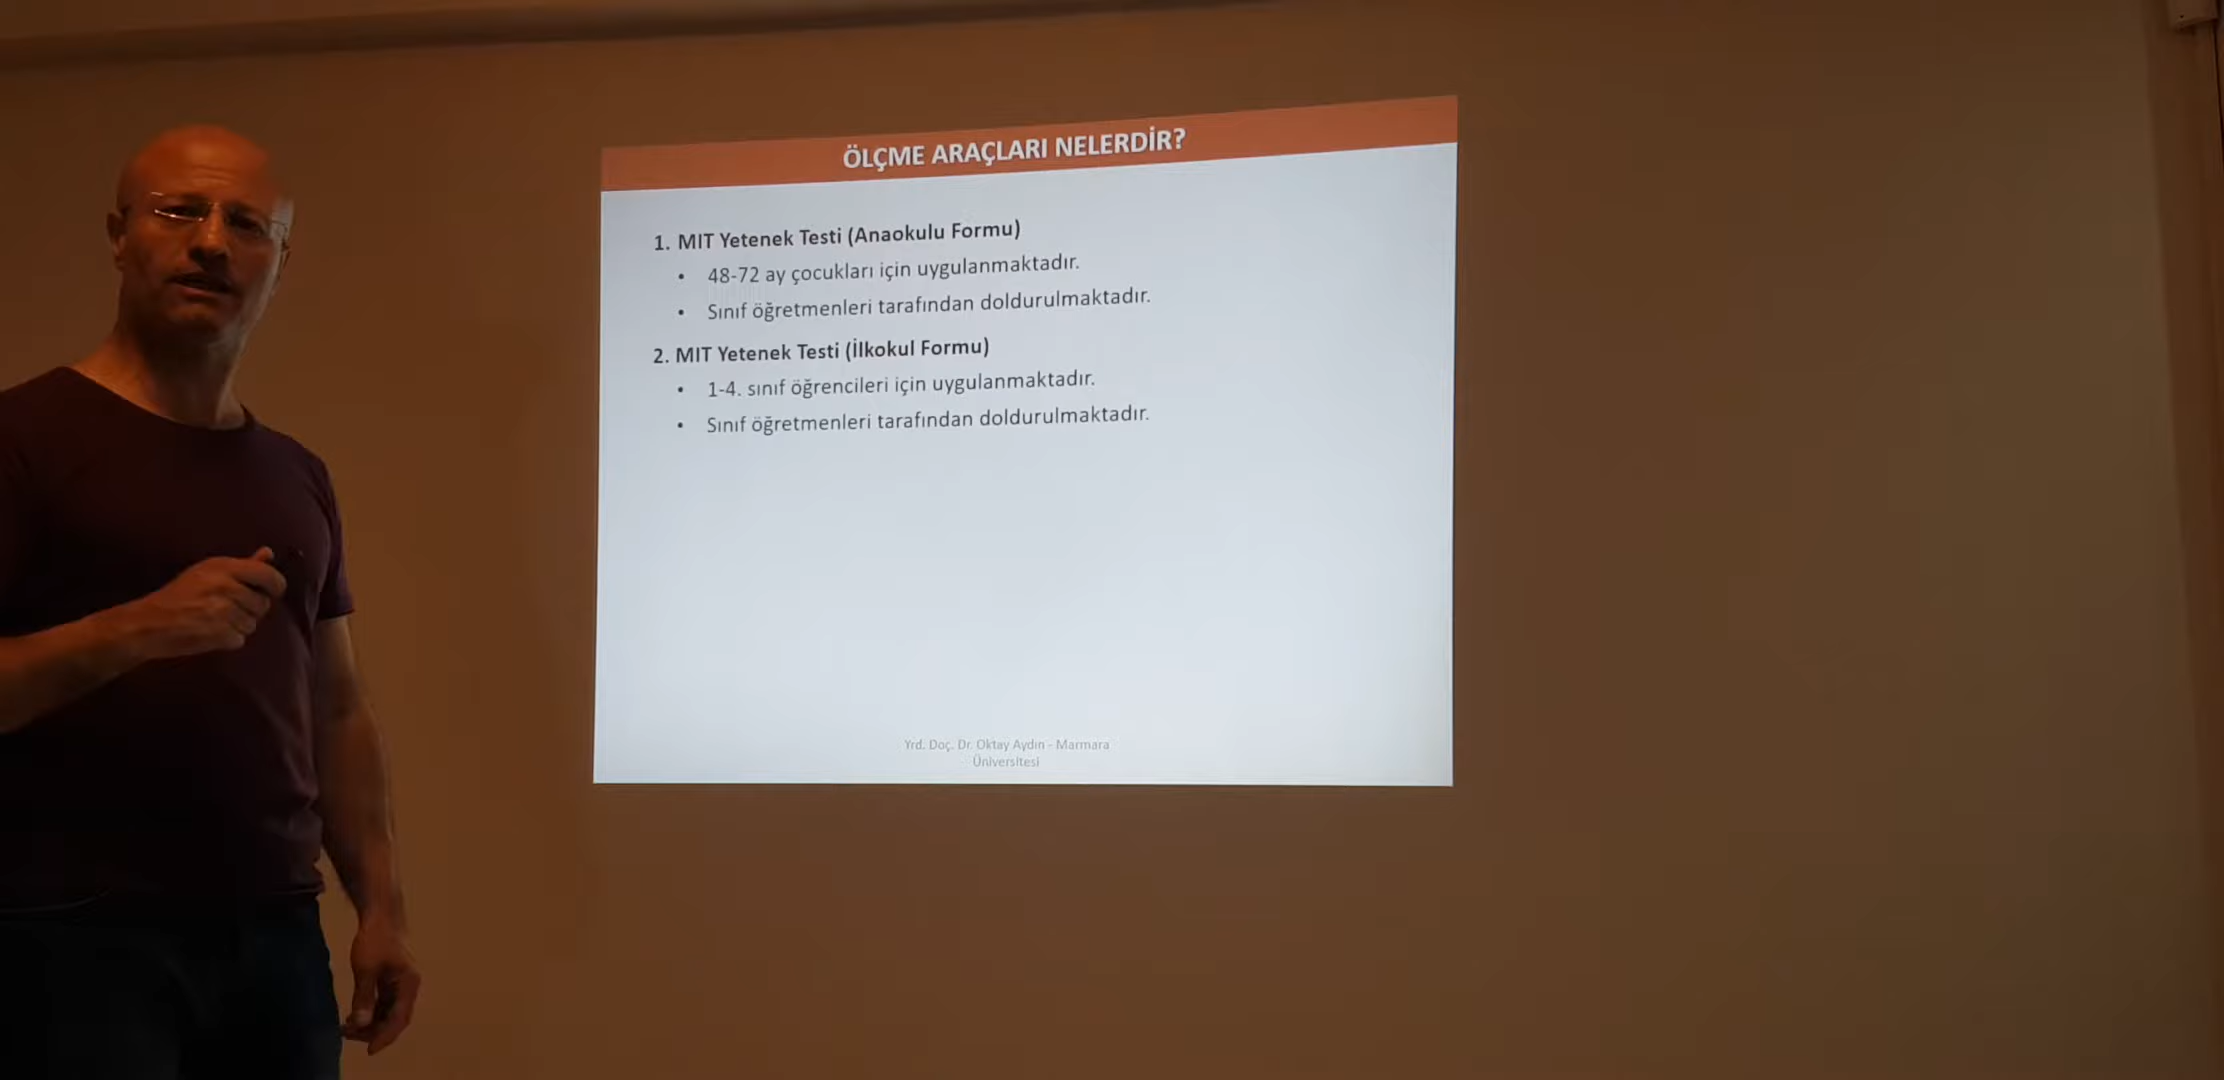 ÖLÇME ARAÇLARI NELERDİR?
1. MIT Yetenek Testi (Anaokulu Formu)
• 48-72 ay çocukları için uygulanmaktadır.
• Sınıf öğretmenleri tarafından doldurulmaktadır.
2. MIT Yetenek Testi (İlkokul Formu)
• 1-4. sınıf öğrencileri için uygulanmaktadır.
• Sınıf öğretmenleri tarafından doldurulmaktadır.
Yrd. Doç. Dr. Oktay Aydın - Marmara
Üniversitesi